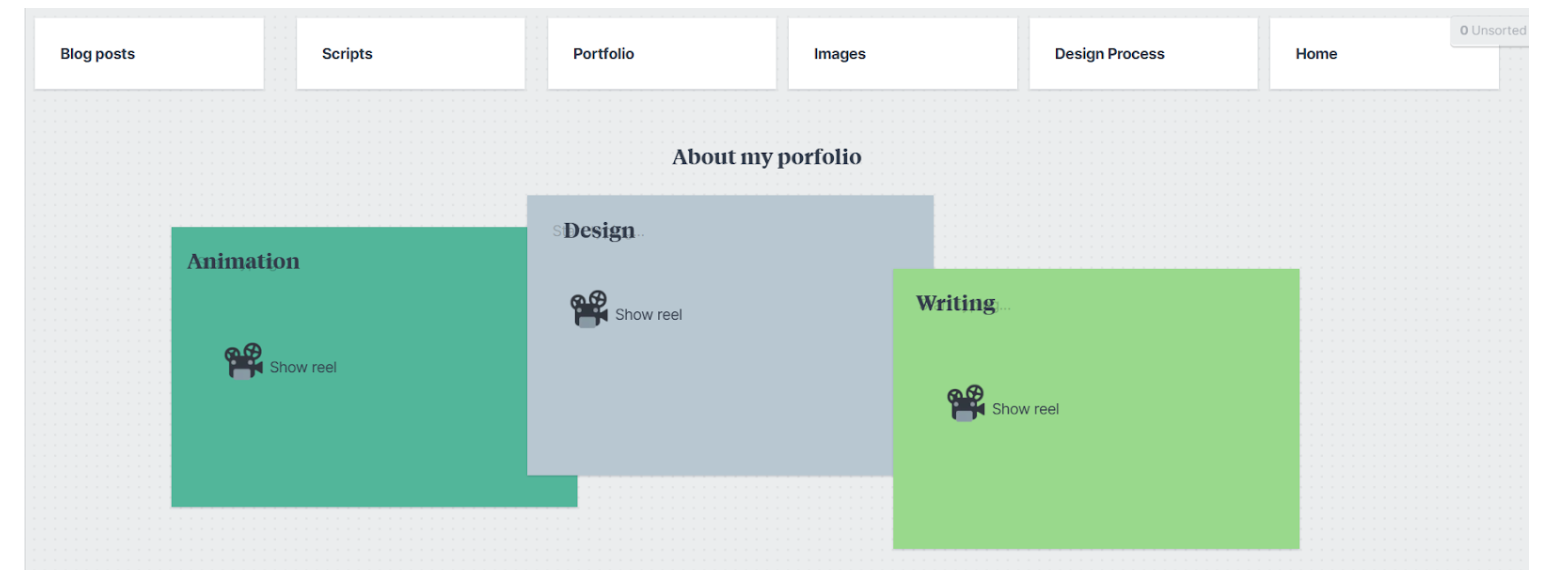 Blog posts
Scripts
Portfolio
Images
Design Process
Home
0 Unsorted
About my porfolio
Animation
Show reel
Design
Show reel
Writing
Show reel